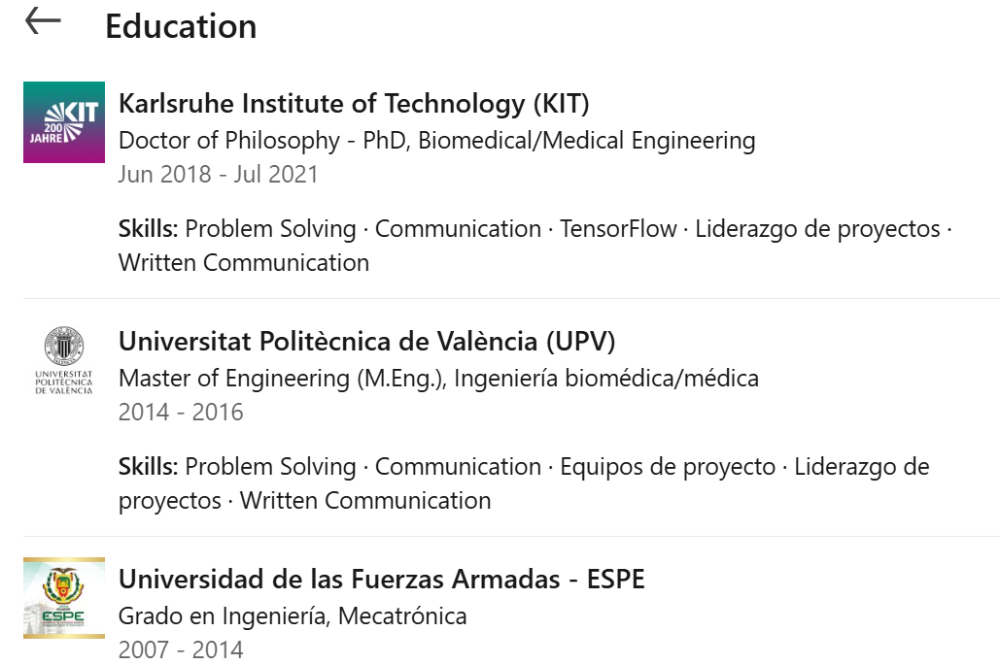 Education
KIT
200
JAHRE
Karlsruhe Institute of Technology (KIT)
Doctor of Philosophy - PhD, Biomedical/Medical Engineering
Jun 2018 - Jul 2021
Skills: Problem Solving · Communication · TensorFlow · Liderazgo de proyectos ·
Written Communication
UNIVERSITAT
POLITÈCNICA
DE VALÈNCIA
Universitat Politècnica de València (UPV)
Master of Engineering (M.Eng.), Ingeniería biomédica/médica
2014 - 2016
Skills: Problem Solving · Communication · Equipos de proyecto · Liderazgo de
proyectos · Written Communication
ESPE
Universidad de las Fuerzas Armadas - ESPE
Grado en Ingeniería, Mecatrónica
2007 - 2014